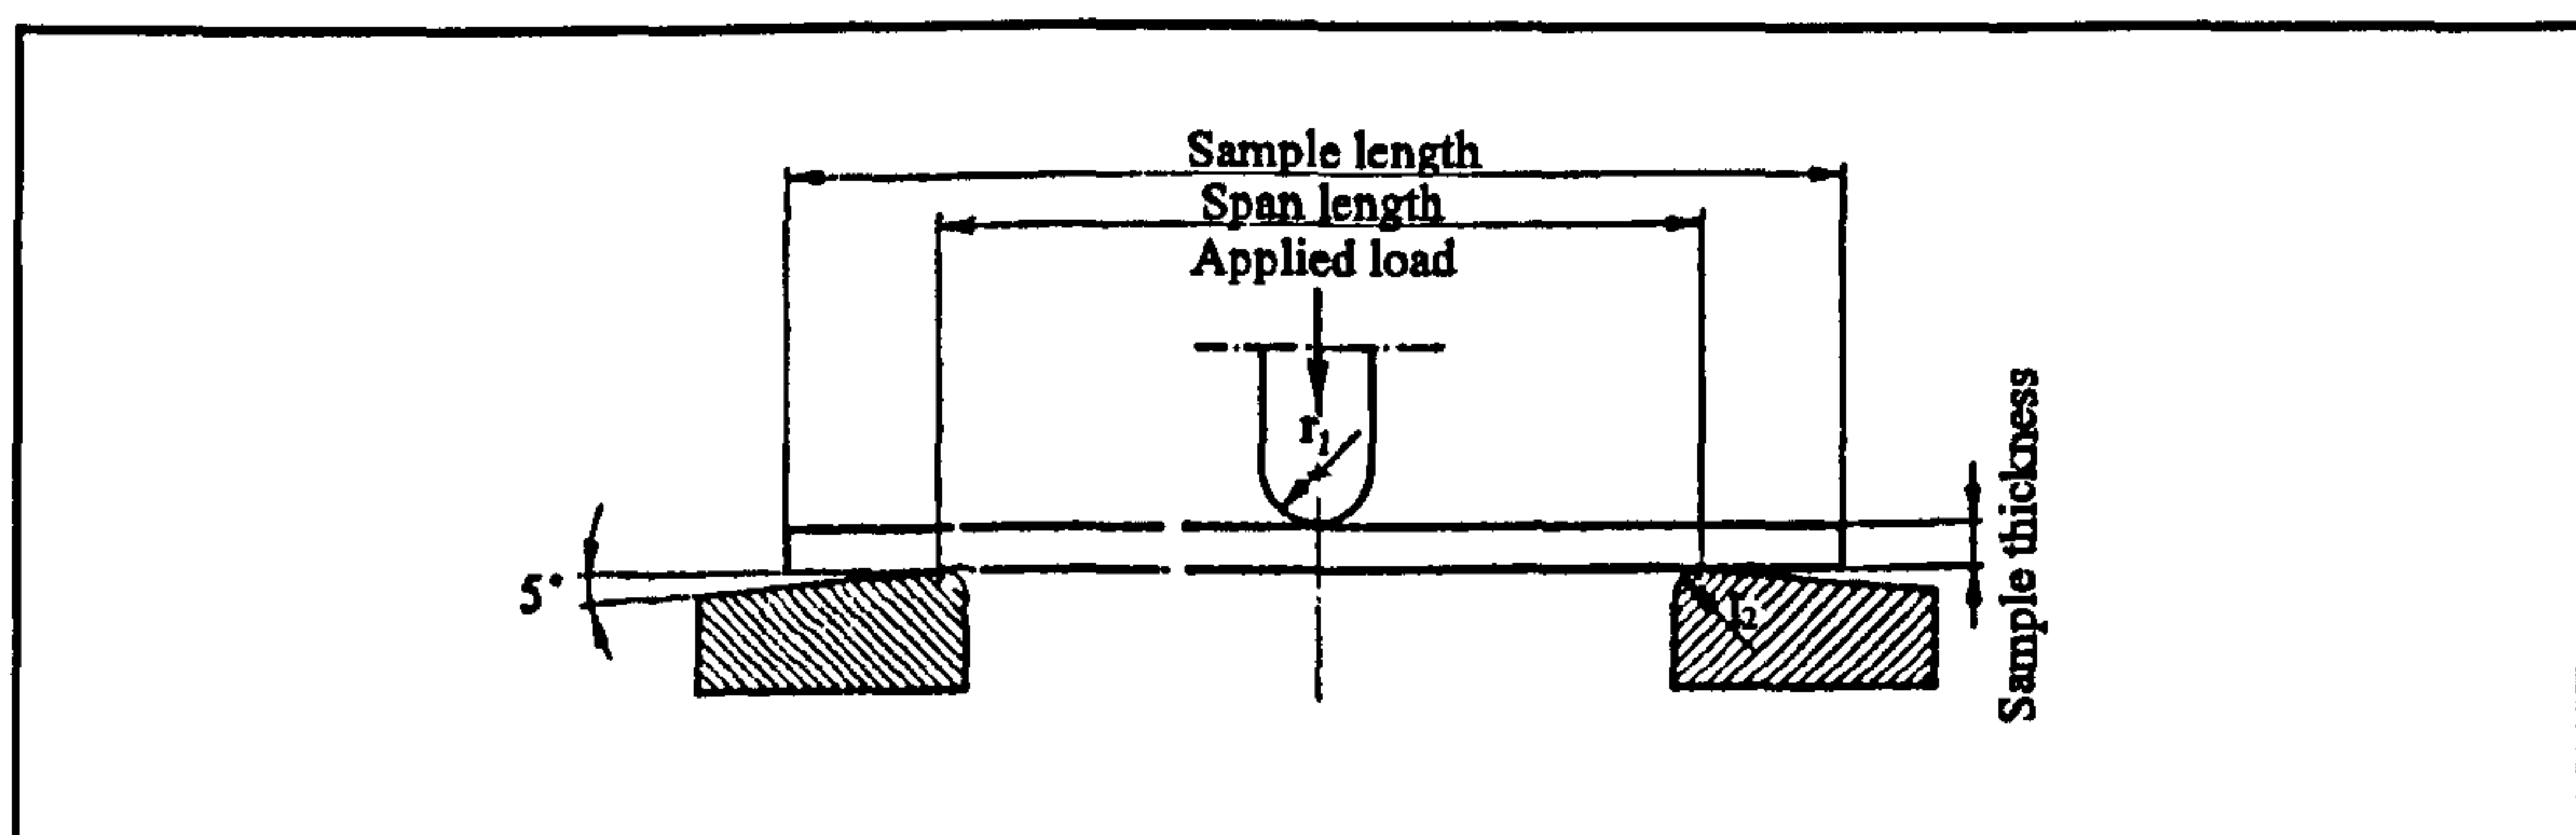 Sample length
Span length
Applied load
r₁
5°
r₂
Sample thickness